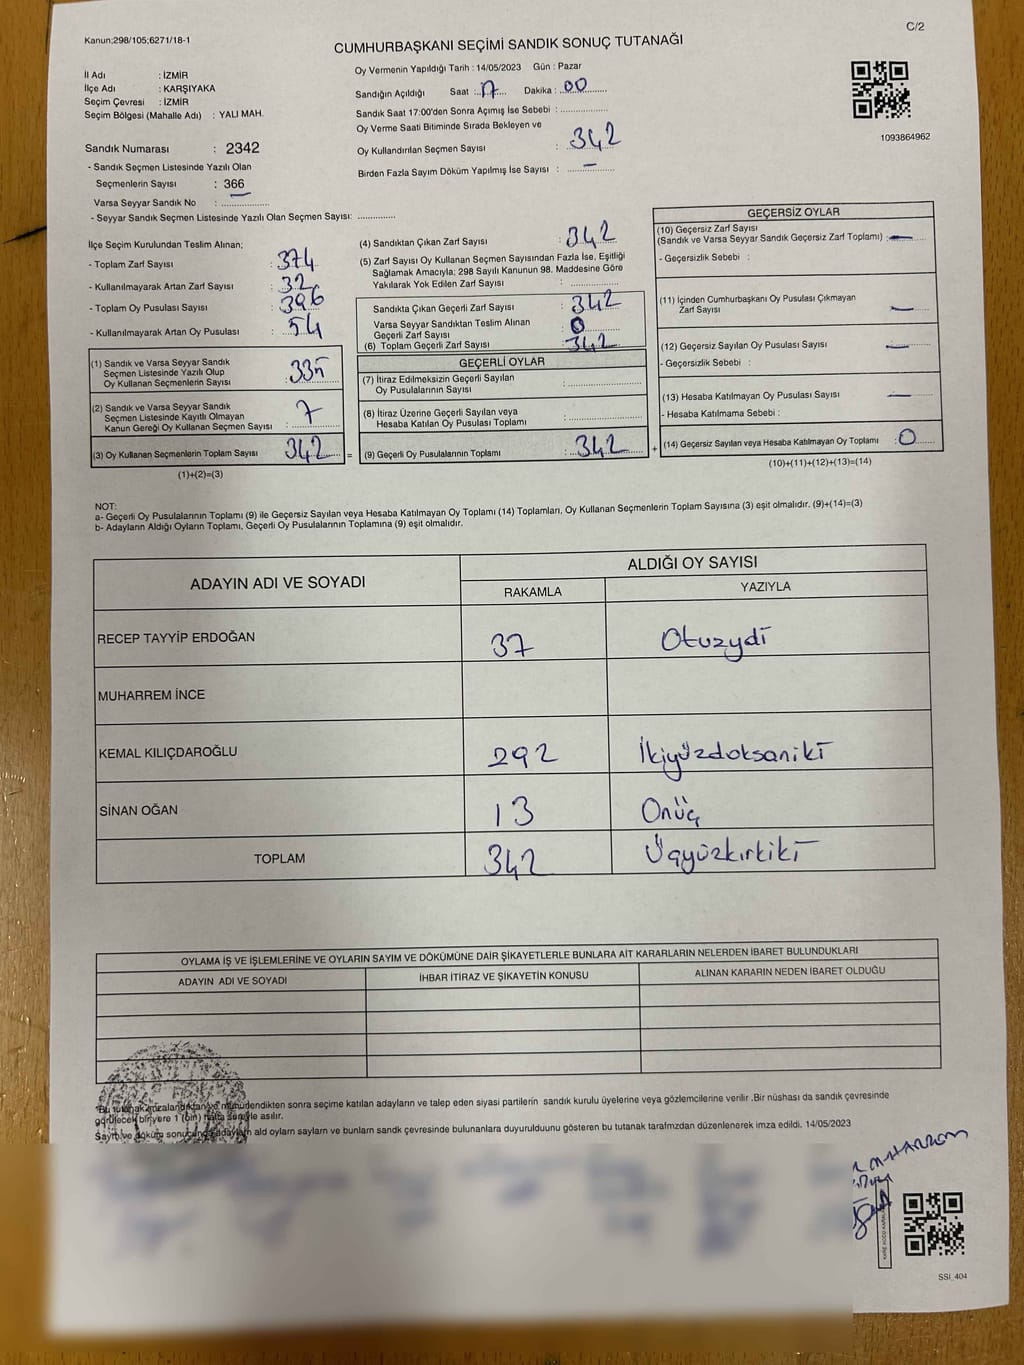 C/2
Kanun;298/105;6271/18-1
CUMHURBAŞKANI SEÇİMİ SANDIK SONUÇ TUTANAĞI
İl Adı : İZMİR
İlçe Adı : KARŞIYAKA
Seçim Çevresi : İZMİR
Seçim Bölgesi (Mahalle Adı) : YALI MAH.
Sandık Numarası : 2342
- Sandık Seçmen Listesinde Yazılı Olan
Seçmenlerin Sayısı : 366
Varsa Seyyar Sandık No : —
- Seyyar Sandık Seçmen Listesinde Yazılı Olan Seçmen Sayısı: ..............
Oy Vermenin Yapıldığı Tarih : 14/05/2023 Gün : Pazar
Sandığın Açıldığı Saat : 17 Dakika : 00
Sandık Saat 17:00'den Sonra Açımış İse Sebebi : ..............
Oy Verme Saati Bitiminde Sırada Bekleyen ve
Oy Kullandırılan Seçmen Sayısı : 342
Birden Fazla Sayım Döküm Yapılmış İse Sayısı : —
1093864962
İlçe Seçim Kurulundan Teslim Alınan;
- Toplam Zarf Sayısı : 374
- Kullanılmayarak Artan Zarf Sayısı : 32
- Toplam Oy Pusulası Sayısı : 396
- Kullanılmayarak Artan Oy Pusulası : 54
(1) Sandık ve Varsa Seyyar Sandık
Seçmen Listesinde Yazılı Olup
Oy Kullanan Seçmenlerin Sayısı : 335
(2) Sandık ve Varsa Seyyar Sandık
Seçmen Listesinde Kayıtlı Olmayan
Kanun Gereği Oy Kullanan Seçmen Sayısı : 7
(3) Oy Kullanan Seçmenlerin Toplam Sayısı : 342 =
(1)+(2)=(3)
(4) Sandıktan Çıkan Zarf Sayısı : 342
(5) Zarf Sayısı Oy Kullanan Seçmen Sayısından Fazla İse, Eşitliği
Sağlamak Amacıyla; 298 Sayılı Kanunun 98. Maddesine Göre
Yakılarak Yok Edilen Zarf Sayısı : ..............
Sandıkta Çıkan Geçerli Zarf Sayısı : 342
Varsa Seyyar Sandıktan Teslim Alınan
Geçerli Zarf Sayısı : 0
(6) Toplam Geçerli Zarf Sayısı : 342
GEÇERLİ OYLAR
(7) İtiraz Edilmeksizin Geçerli Sayılan
Oy Pusulalarının Sayısı : ..............
(8) İtiraz Üzerine Geçerli Sayılan veya
Hesaba Katılan Oy Pusulası Toplamı : ..............
(9) Geçerli Oy Pusulalarının Toplamı : 342 +
GEÇERSİZ OYLAR
(10) Geçersiz Zarf Sayısı
(Sandık ve Varsa Seyyar Sandık Geçersiz Zarf Toplamı) : —
- Geçersizlik Sebebi :
(11) İçinden Cumhurbaşkanı Oy Pusulası Çıkmayan
Zarf Sayısı —
(12) Geçersiz Sayılan Oy Pusulası Sayısı : —
- Geçersizlik Sebebi :
(13) Hesaba Katılmayan Oy Pusulası Sayısı : —
- Hesaba Katılmama Sebebi :
(14) Geçersiz Sayılan veya Hesaba Katılmayan Oy Toplamı : 0
(10)+(11)+(12)+(13)=(14)
NOT:
a- Geçerli Oy Pusulalarının Toplamı (9) ile Geçersiz Sayılan veya Hesaba Katılmayan Oy Toplamı (14) Toplamları, Oy Kullanan Seçmenlerin Toplam Sayısına (3) eşit olmalıdır. (9)+(14)=(3)
b- Adayların Aldığı Oyların Toplamı, Geçerli Oy Pusulalarının Toplamına (9) eşit olmalıdır.
ADAYIN ADI VE SOYADI ALDIĞI OY SAYISI
RAKAMLA YAZIYLA
RECEP TAYYİP ERDOĞAN 37 Otuzydi
MUHARREM İNCE
KEMAL KILIÇDAROĞLU 292 İkiyüzdoksaniki
SİNAN OĞAN 13 Onüç
TOPLAM 342 Üçyüzkırkiki
OYLAMA İŞ VE İŞLEMLERİNE VE OYLARIN SAYIM VE DÖKÜMÜNE DAİR ŞİKAYETLERLE BUNLARA AİT KARARLARIN NELERDEN İBARET BULUNDUKLARI
ADAYIN ADI VE SOYADI İHBAR İTİRAZ VE ŞİKAYETİN KONUSU ALINAN KARARIN NEDEN İBARET OLDUĞU
*Bu tutanak imzalandıktan ve mühürlendikten sonra seçime katılan adayların ve talep eden siyasi partilerin sandık kurulu üyelerine veya gözlemcilerine verilir .Bir nüshası da sandık çevresinde
görülecek bir yere 1 (bir) hafta süreyle asılır.
Sayım ve döküm sonucunda adayların ald oyların sayların ve bunların sandk çevresinde bulunanlara duyurulduunu gösteren bu tutanak tarafmzdan düzenlenerek imza edildi. 14/05/2023
SSI_404